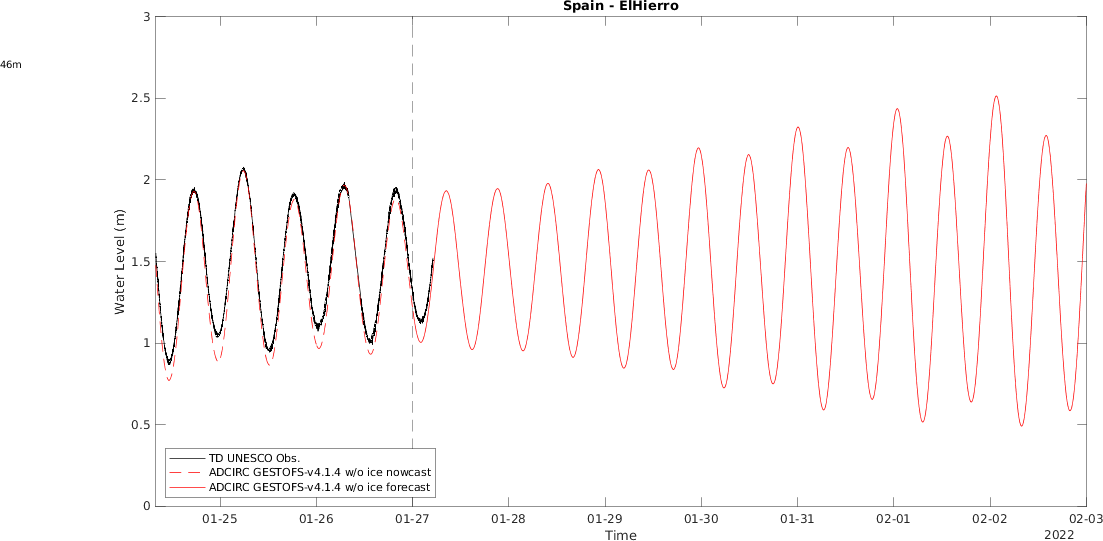 Spain - ElHierro
46m
3
2.5
2
1.5
1
0.5
0
Water Level (m)
TD UNESCO Obs.
ADCIRC GESTOFS-v4.1.4 w/o ice nowcast
ADCIRC GESTOFS-v4.1.4 w/o ice forecast
01-25 01-26 01-27 01-28 01-29 01-30 01-31 02-01 02-02 02-03
Time
2022